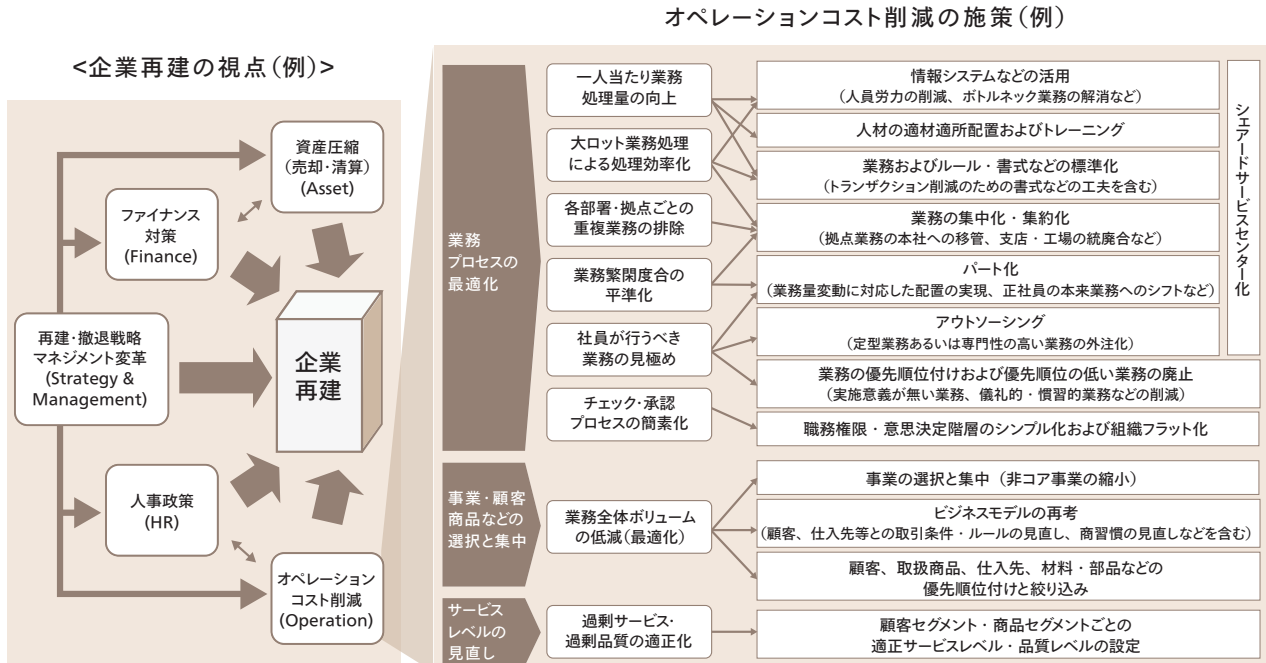 オペレーションコスト削減の施策（例）
<企業再建の視点（例）>
資産圧縮
（売却・清算）
(Asset)
ファイナンス
対策
(Finance)
再建・撤退戦略
マネジメント変革
(Strategy &
Management)
企業
再建
人事政策
(HR)
オペレーション
コスト削減
(Operation)
業務
プロセスの
最適化
一人当たり業務
処理量の向上
大ロット業務処理
による処理効率化
各部署・拠点ごとの
重複業務の排除
業務繁閑度合の
平準化
社員が行うべき
業務の見極め
チェック・承認
プロセスの簡素化
情報システムなどの活用
（人員労力の削減、ボトルネック業務の解消など）
人材の適材適所配置およびトレーニング
業務およびルール・書式などの標準化
（トランザクション削減のための書式などの工夫を含む）
業務の集中化・集約化
（拠点業務の本社への移管、支店・工場の統廃合など）
パート化
（業務量変動に対応した配置の実現、正社員の本来業務へのシフトなど）
アウトソーシング
（定型業務あるいは専門性の高い業務の外注化）
シェアードサービスセンター化
業務の優先順位付けおよび優先順位の低い業務の廃止
（実施意義が無い業務、儀礼的・慣習的業務などの削減）
職務権限・意思決定階層のシンプル化および組織フラット化
事業・顧客
商品などの
選択と集中
業務全体ボリューム
の低減（最適化）
事業の選択と集中（非コア事業の縮小）
ビジネスモデルの再考
（顧客、仕入先等との取引条件・ルールの見直し、商習慣の見直しなどを含む）
顧客、取扱商品、仕入先、材料・部品などの
優先順位付けと絞り込み
サービス
レベルの
見直し
過剰サービス・
過剰品質の適正化
顧客セグメント・商品セグメントごとの
適正サービスレベル・品質レベルの設定